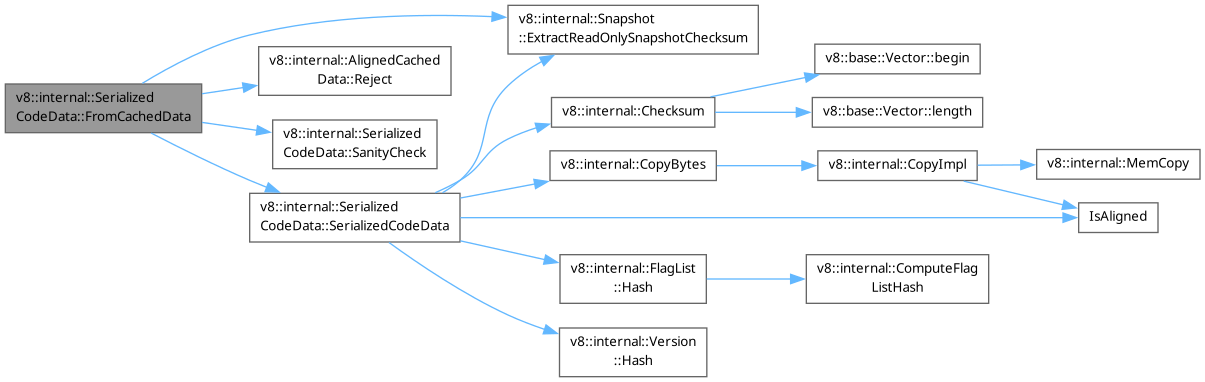 v8::internal::Serialized
CodeData::FromCachedData
v8::internal::Snapshot
::ExtractReadOnlySnapshotChecksum
v8::internal::AlignedCached
Data::Reject
v8::internal::Serialized
CodeData::SanityCheck
v8::internal::Serialized
CodeData::SerializedCodeData
v8::internal::Checksum
v8::base::Vector::begin
v8::base::Vector::length
v8::internal::CopyBytes
v8::internal::CopyImpl
v8::internal::MemCopy
IsAligned
v8::internal::FlagList
::Hash
v8::internal::ComputeFlag
ListHash
v8::internal::Version
::Hash